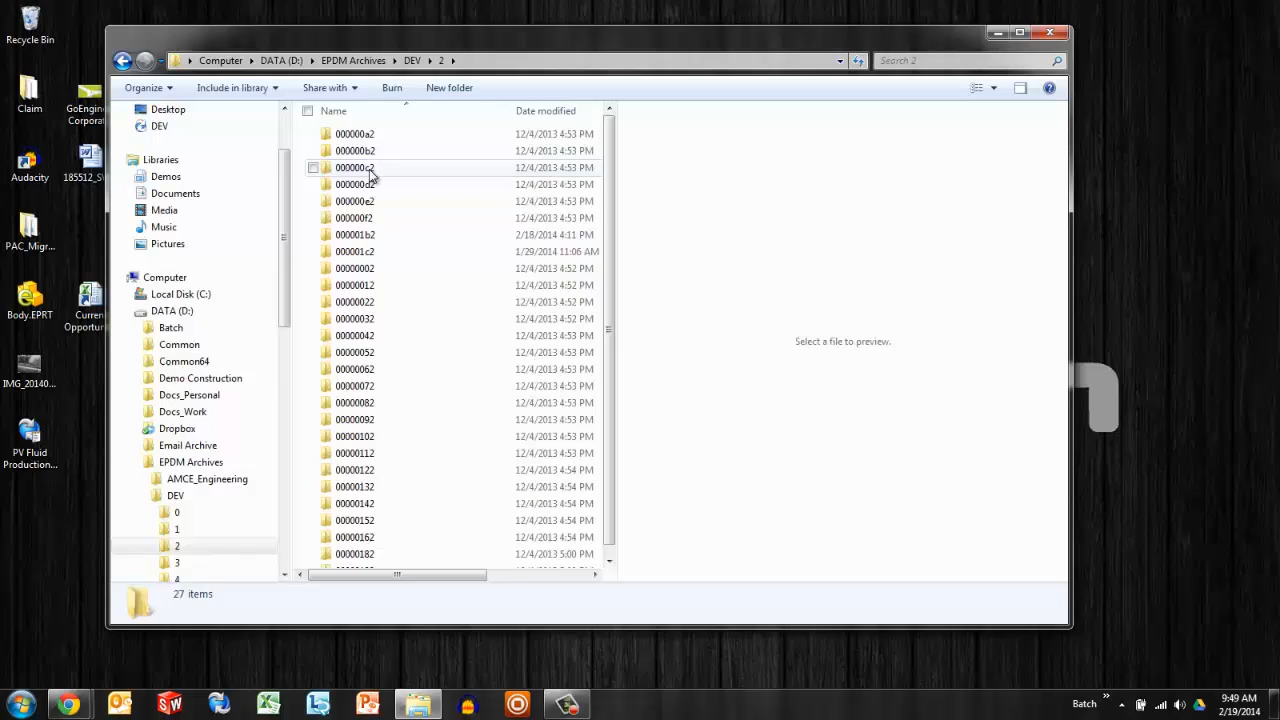 Recycle Bin
Claim
GoEngine
Corporat
Audacity
185512_SW
PAC_Migr...
Body.EPRT
Curren
Opportun
IMG_20140...
PV Fluid
Production...
Computer
DATA (D:)
EPDM Archives
DEV
2
Search 2
Organize
Include in library
Share with
Burn
New folder
Desktop
DEV
Libraries
Demos
Documents
Media
Music
Pictures
Computer
Local Disk (C:)
DATA (D:)
Batch
Common
Common64
Demo Construction
Docs_Personal
Docs_Work
Dropbox
Email Archive
EPDM Archives
AMCE_Engineering
DEV
0
1
2
3
4
Name Date modified
000000a2 12/4/2013 4:53 PM
000000b2 12/4/2013 4:53 PM
000000c2 12/4/2013 4:53 PM
000000d2 12/4/2013 4:53 PM
000000e2 12/4/2013 4:53 PM
000000f2 12/4/2013 4:53 PM
000001b2 2/18/2014 4:11 PM
000001c2 1/29/2014 11:06 AM
00000002 12/4/2013 4:52 PM
00000012 12/4/2013 4:52 PM
00000022 12/4/2013 4:52 PM
00000032 12/4/2013 4:52 PM
00000042 12/4/2013 4:53 PM
00000052 12/4/2013 4:53 PM
00000062 12/4/2013 4:53 PM
00000072 12/4/2013 4:53 PM
00000082 12/4/2013 4:53 PM
00000092 12/4/2013 4:53 PM
00000102 12/4/2013 4:53 PM
00000112 12/4/2013 4:53 PM
00000122 12/4/2013 4:54 PM
00000132 12/4/2013 4:54 PM
00000142 12/4/2013 4:54 PM
00000152 12/4/2013 4:54 PM
00000162 12/4/2013 4:54 PM
00000182 12/4/2013 5:00 PM
Select a file to preview.
27 items
Batch
9:49 AM
2/19/2014